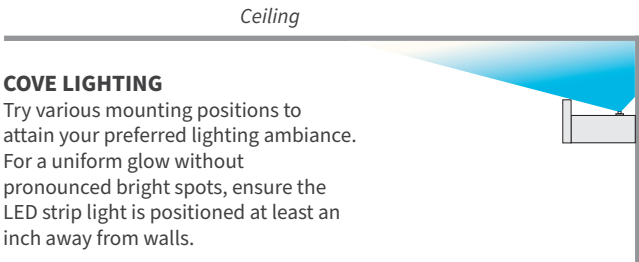 Ceiling
COVE LIGHTING
Try various mounting positions to
attain your preferred lighting ambiance.
For a uniform glow without
pronounced bright spots, ensure the
LED strip light is positioned at least an
inch away from walls.